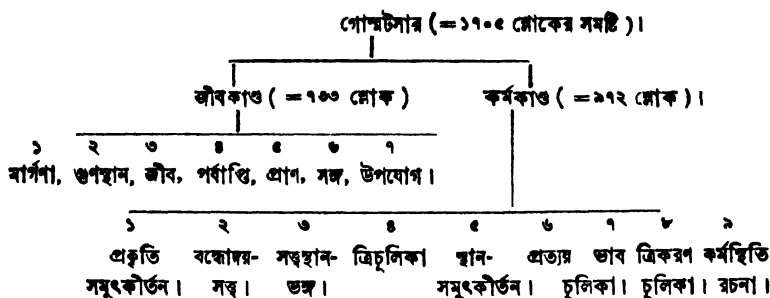 গোম্মটসার (=১৭০৫ শ্লোকের সমষ্টি)।
জীবকাণ্ড (=৭৩৩ শ্লোক) কর্মকাণ্ড (=৯৭২ শ্লোক)।
১ ২ ৩ ৪ ৫ ৬ ৭
মার্গণা, গুণস্থান, জীব, পর্যাপ্তি, প্রাণ, সঙ্গ, উপযোগ।
১ ২ ৩ ৪ ৫ ৬ ৭ ৮ ৯
প্রকৃতি বন্ধোদয়- সত্ত্বস্থান- ত্রিচূলিকা স্থান- প্রত্যয় ভাব ত্রিকরণ কর্মস্থিতি
সমুৎকীর্তন। সত্ত্ব। ভঙ্গ। সমুৎকীর্তন। চূলিকা। চূলিকা। রচনা।